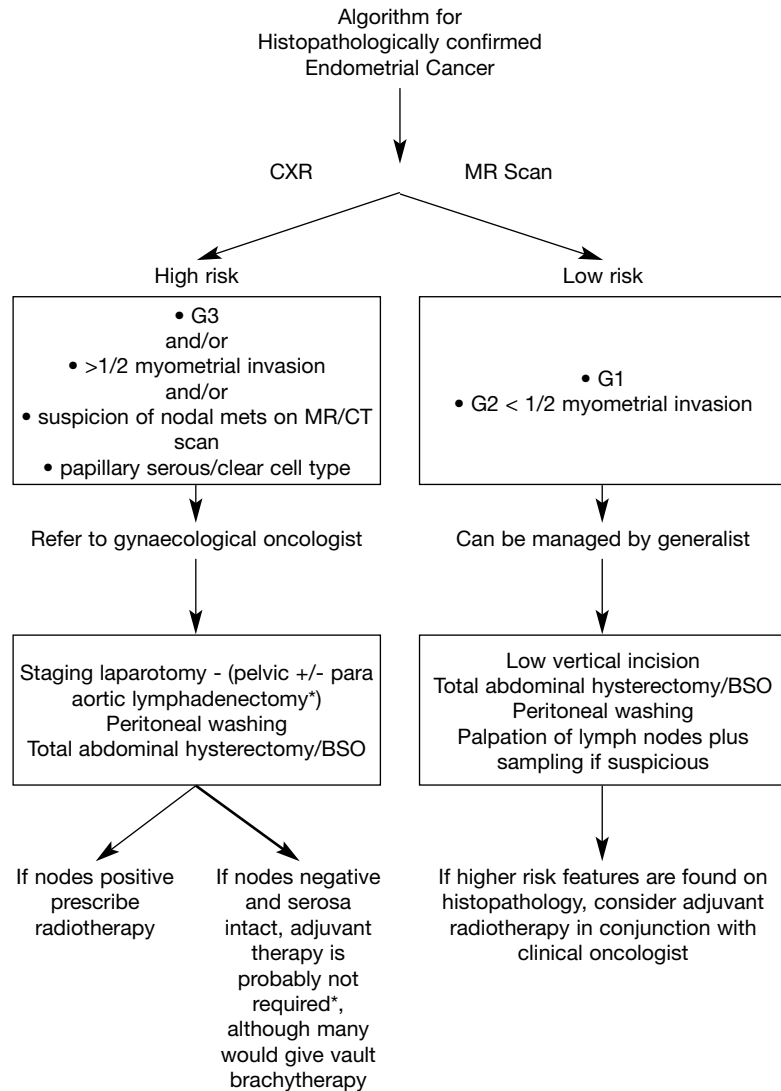 Algorithm for
Histopathologically confirmed
Endometrial Cancer
CXR
MR Scan
High risk
• G3
and/or
• >1/2 myometrial invasion
and/or
• suspicion of nodal mets on MR/CT
scan
• papillary serous/clear cell type
Refer to gynaecological oncologist
Staging laparotomy - (pelvic +/- para
aortic lymphadenectomy*)
Peritoneal washing
Total abdominal hysterectomy/BSO
If nodes positive
prescribe
radiotherapy
If nodes negative
and serosa
intact, adjuvant
therapy is
probably not
required*,
although many
would give vault
brachytherapy
Low risk
• G1
• G2 < 1/2 myometrial invasion
Can be managed by generalist
Low vertical incision
Total abdominal hysterectomy/BSO
Peritoneal washing
Palpation of lymph nodes plus
sampling if suspicious
If higher risk features are found on
histopathology, consider adjuvant
radiotherapy in conjunction with
clinical oncologist